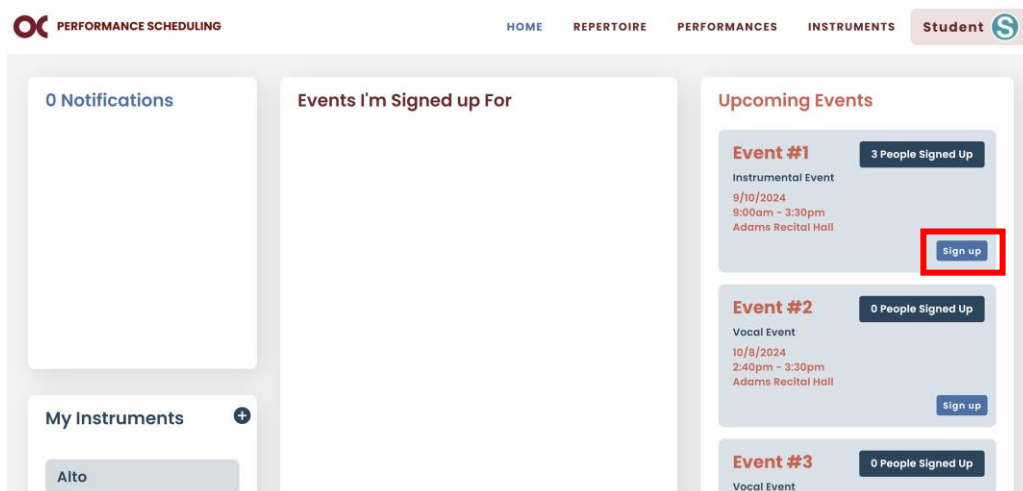 OC PERFORMANCE SCHEDULING
HOME REPERTOIRE PERFORMANCES INSTRUMENTS Student S
0 Notifications
Events I'm Signed up For
Upcoming Events
Event #1
3 People Signed Up
Instrumental Event
9/10/2024
9:00am - 3:30pm
Adams Recital Hall
Sign up
Event #2
0 People Signed Up
Vocal Event
10/8/2024
2:40pm - 3:30pm
Adams Recital Hall
Sign up
Event #3
0 People Signed Up
Vocal Event
My Instruments
Alto